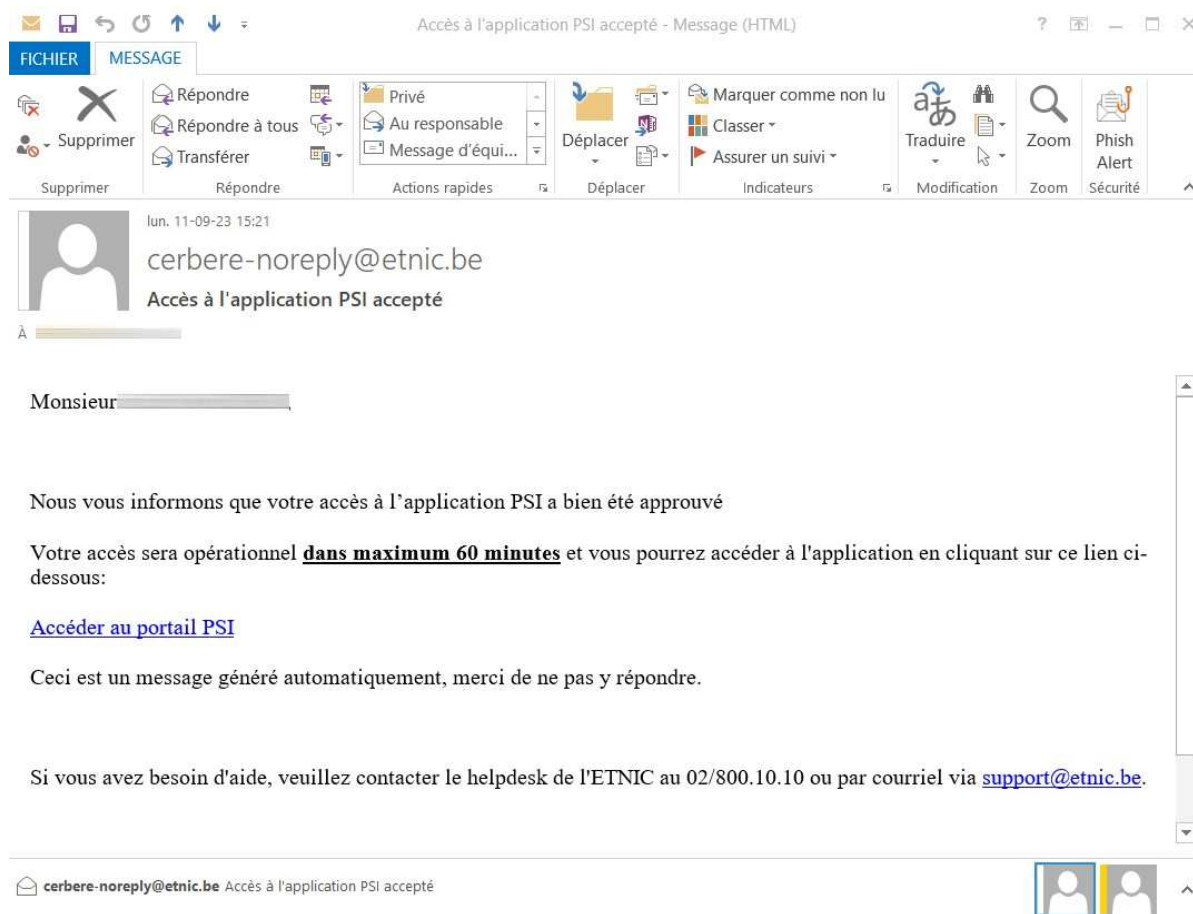 Accès à l'application PSI accepté - Message (HTML)
?
FICHIER MESSAGE
Supprimer
Supprimer
Répondre
Répondre à tous
Transférer
Répondre
Privé
Au responsable
Message d'équi...
Actions rapides
Déplacer
Déplacer
Marquer comme non lu
Classer
Assurer un suivi
Indicateurs
Traduire
Modification
Zoom
Zoom
Phish
Alert
Sécurité
lun. 11-09-23 15:21
cerbere-noreply@etnic.be
Accès à l'application PSI accepté
À
Monsieur ,
Nous vous informons que votre accès à l’application PSI a bien été approuvé
Votre accès sera opérationnel dans maximum 60 minutes et vous pourrez accéder à l'application en cliquant sur ce lien ci-
dessous:
Accéder au portail PSI
Ceci est un message généré automatiquement, merci de ne pas y répondre.
Si vous avez besoin d'aide, veuillez contacter le helpdesk de l'ETNIC au 02/800.10.10 ou par courriel via support@etnic.be.
cerbere-noreply@etnic.be Accès à l'application PSI accepté